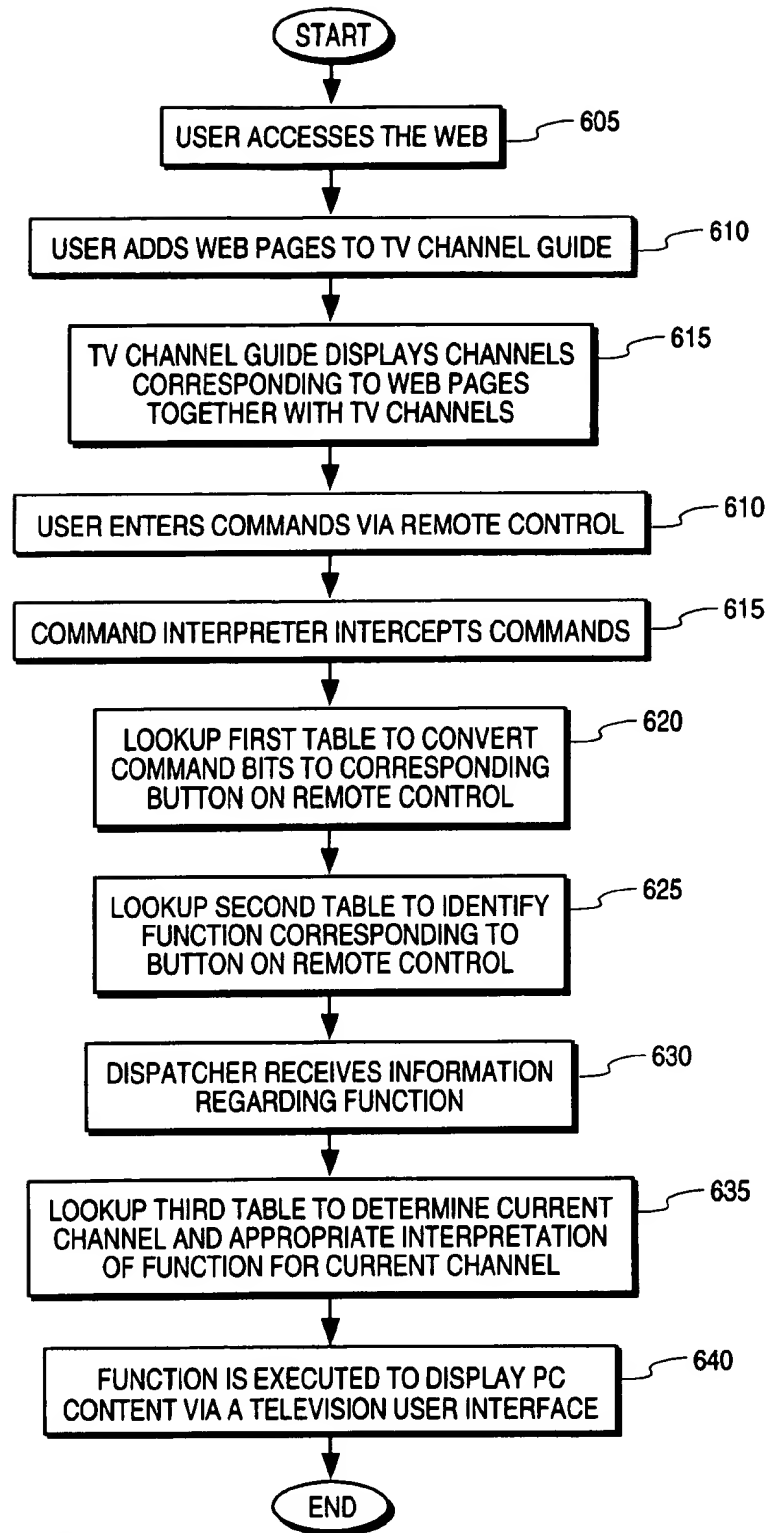 START
USER ACCESSES THE WEB
605
USER ADDS WEB PAGES TO TV CHANNEL GUIDE
610
TV CHANNEL GUIDE DISPLAYS CHANNELS
CORRESPONDING TO WEB PAGES
TOGETHER WITH TV CHANNELS
615
USER ENTERS COMMANDS VIA REMOTE CONTROL
610
COMMAND INTERPRETER INTERCEPTS COMMANDS
615
LOOKUP FIRST TABLE TO CONVERT
COMMAND BITS TO CORRESPONDING
BUTTON ON REMOTE CONTROL
620
LOOKUP SECOND TABLE TO IDENTIFY
FUNCTION CORRESPONDING TO
BUTTON ON REMOTE CONTROL
625
DISPATCHER RECEIVES INFORMATION
REGARDING FUNCTION
630
LOOKUP THIRD TABLE TO DETERMINE CURRENT
CHANNEL AND APPROPRIATE INTERPRETATION
OF FUNCTION FOR CURRENT CHANNEL
635
FUNCTION IS EXECUTED TO DISPLAY PC
CONTENT VIA A TELEVISION USER INTERFACE
640
END